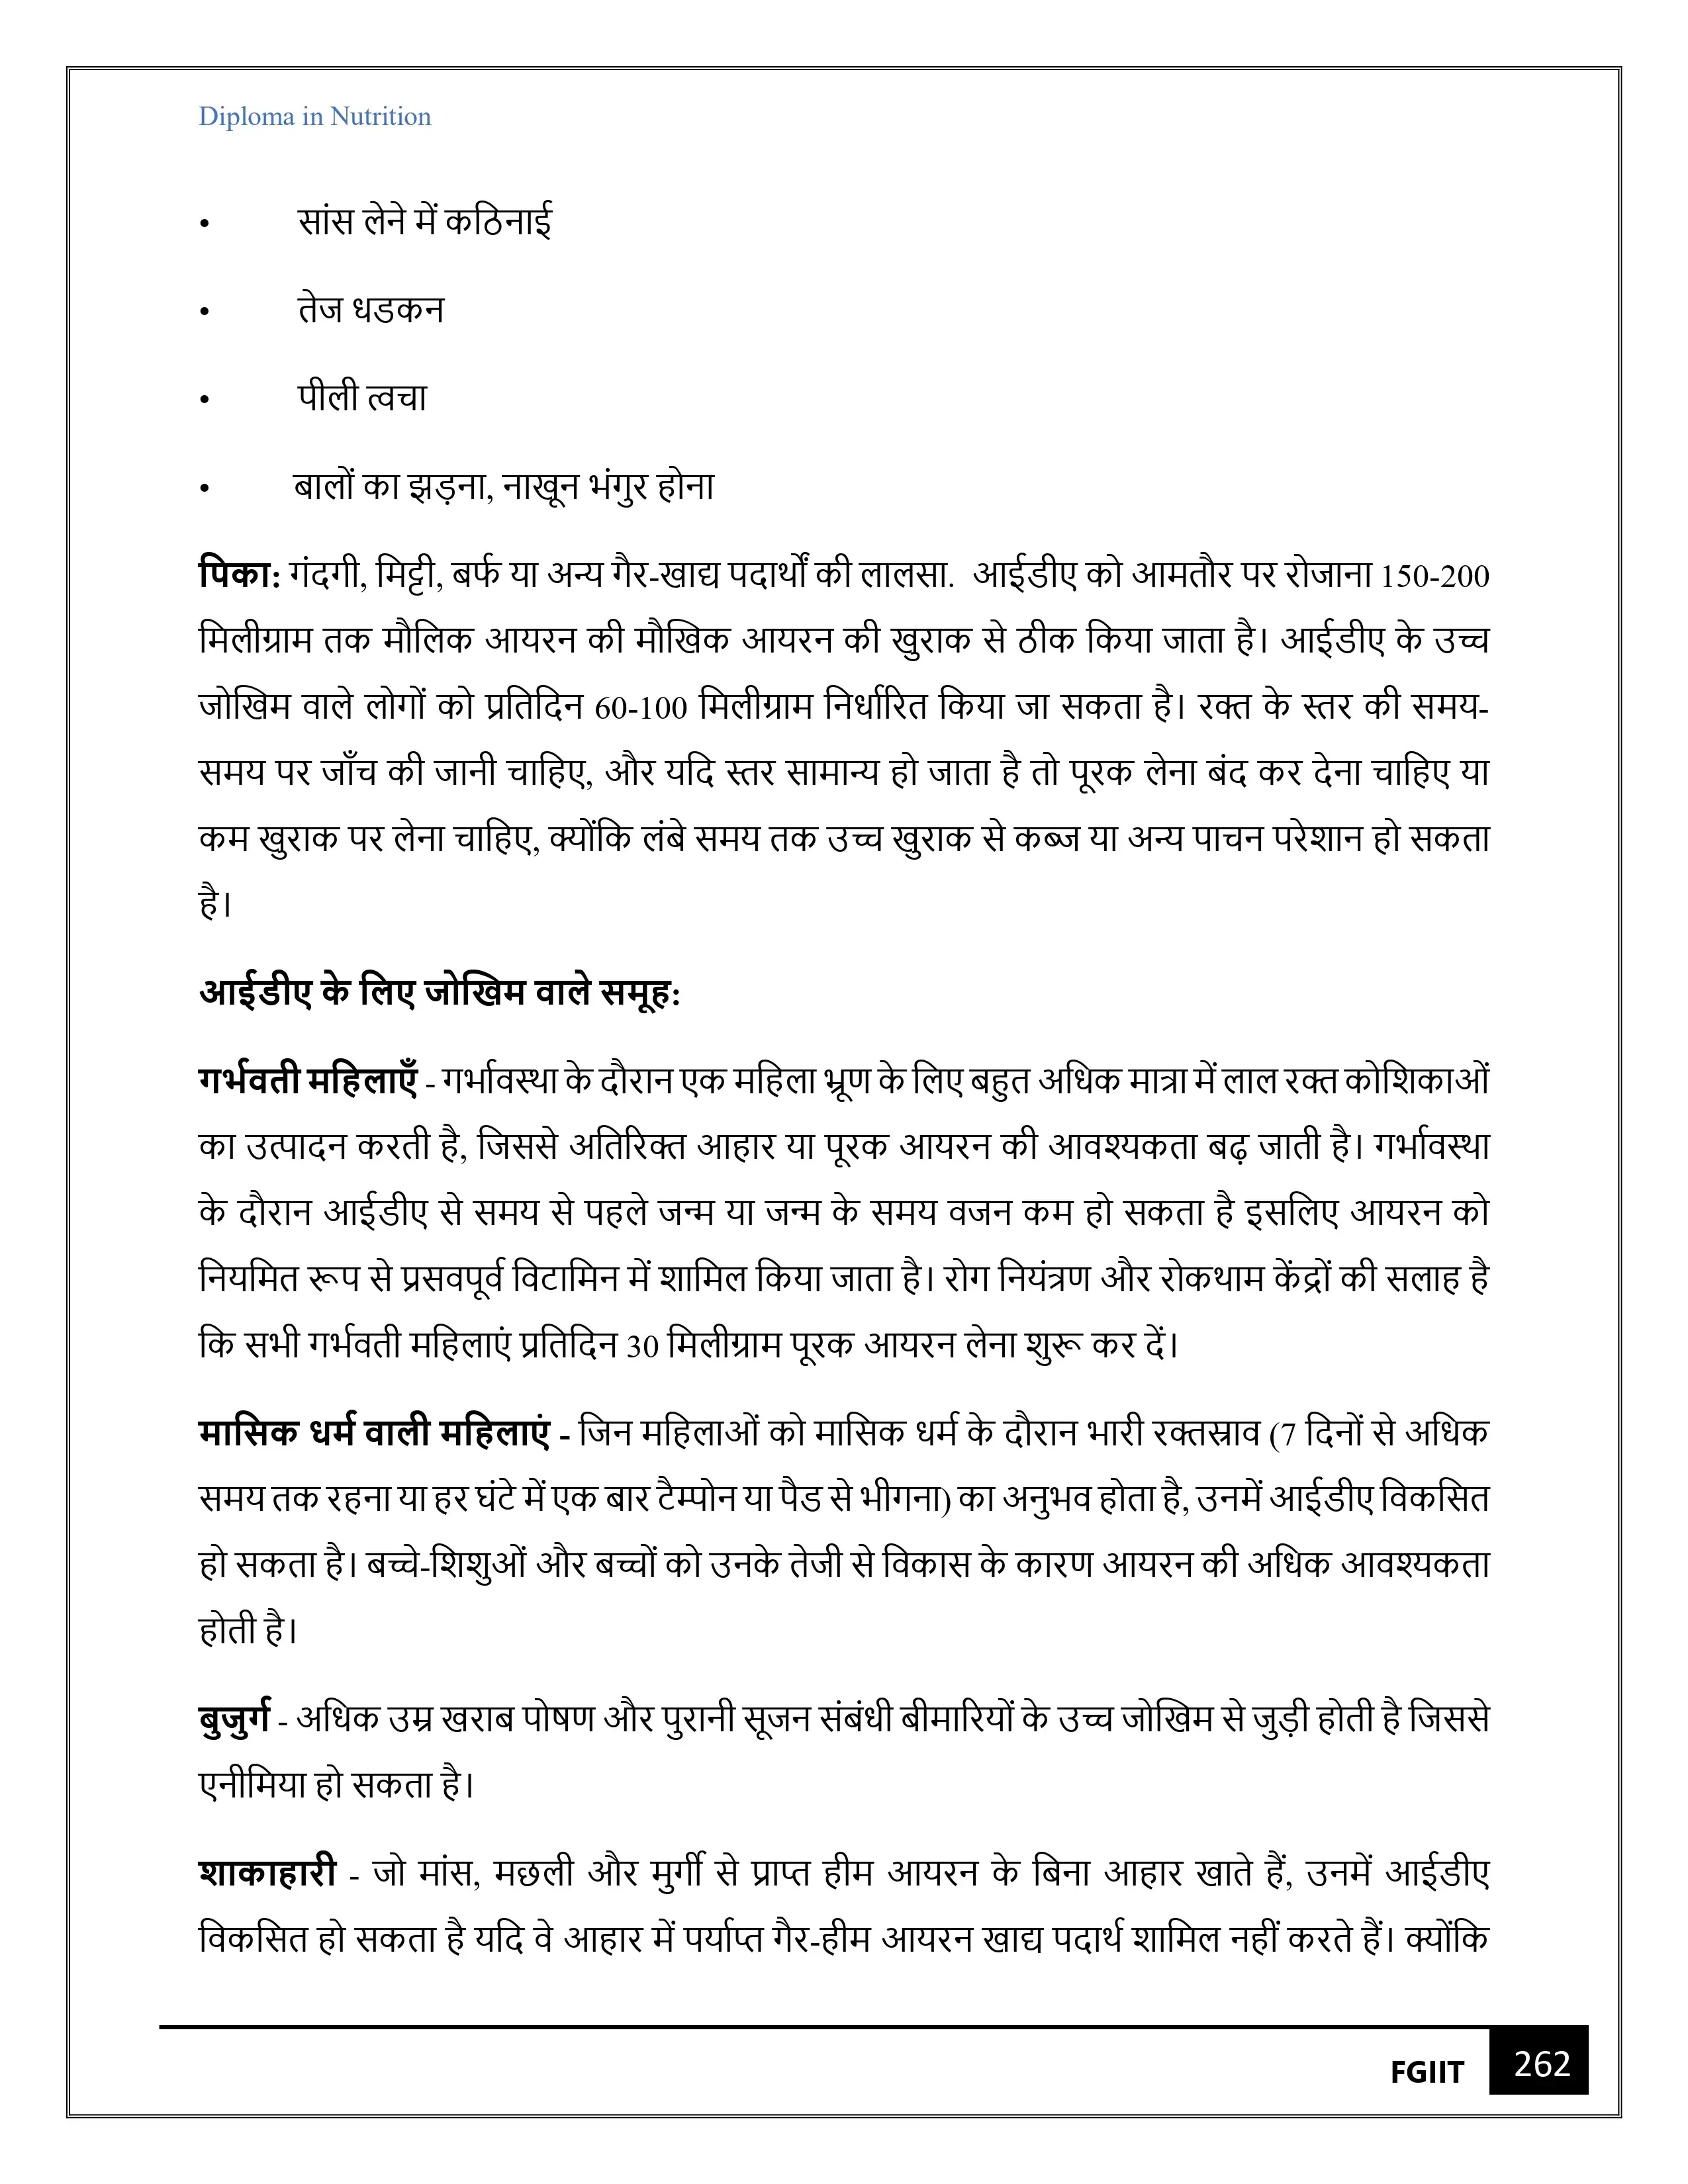 Diploma in Nutrition
• सांस लेने में कठिनाई
• तेज धडकन
• पीली त्वचा
• बालों का झड़ना, नाखून भंगुर होना
पिका: गंदगी, मिट्टी, बर्फ या अन्य गैर-खाद्य पदार्थों की लालसा. आईडीए को आमतौर पर रोजाना 150-200
मिलीग्राम तक मौलिक आयरन की मौखिक आयरन की खुराक से ठीक किया जाता है। आईडीए के उच्च
जोखिम वाले लोगों को प्रतिदिन 60-100 मिलीग्राम निर्धारित किया जा सकता है। रक्त के स्तर की समय-
समय पर जाँच की जानी चाहिए, और यदि स्तर सामान्य हो जाता है तो पूरक लेना बंद कर देना चाहिए या
कम खुराक पर लेना चाहिए, क्योंकि लंबे समय तक उच्च खुराक से कब्ज या अन्य पाचन परेशान हो सकता
है।
आईडीए के लिए जोखिम वाले समूह:
गर्भवती महिलाएँ - गर्भावस्था के दौरान एक महिला भ्रूण के लिए बहुत अधिक मात्रा में लाल रक्त कोशिकाओं
का उत्पादन करती है, जिससे अतिरिक्त आहार या पूरक आयरन की आवश्यकता बढ़ जाती है। गर्भावस्था
के दौरान आईडीए से समय से पहले जन्म या जन्म के समय वजन कम हो सकता है इसलिए आयरन को
नियमित रूप से प्रसवपूर्व विटामिन में शामिल किया जाता है। रोग नियंत्रण और रोकथाम केंद्रों की सलाह है
कि सभी गर्भवती महिलाएं प्रतिदिन 30 मिलीग्राम पूरक आयरन लेना शुरू कर दें।
मासिक धर्म वाली महिलाएं - जिन महिलाओं को मासिक धर्म के दौरान भारी रक्तस्राव (7 दिनों से अधिक
समय तक रहना या हर घंटे में एक बार टैम्पोन या पैड से भीगना) का अनुभव होता है, उनमें आईडीए विकसित
हो सकता है। बच्चे-शिशुओं और बच्चों को उनके तेजी से विकास के कारण आयरन की अधिक आवश्यकता
होती है।
बुजुर्ग - अधिक उम्र खराब पोषण और पुरानी सूजन संबंधी बीमारियों के उच्च जोखिम से जुड़ी होती है जिससे
एनीमिया हो सकता है।
शाकाहारी - जो मांस, मछली और मुर्गी से प्राप्त हीम आयरन के बिना आहार खाते हैं, उनमें आईडीए
विकसित हो सकता है यदि वे आहार में पर्याप्त गैर-हीम आयरन खाद्य पदार्थ शामिल नहीं करते हैं। क्योंकि
FGIIT 262